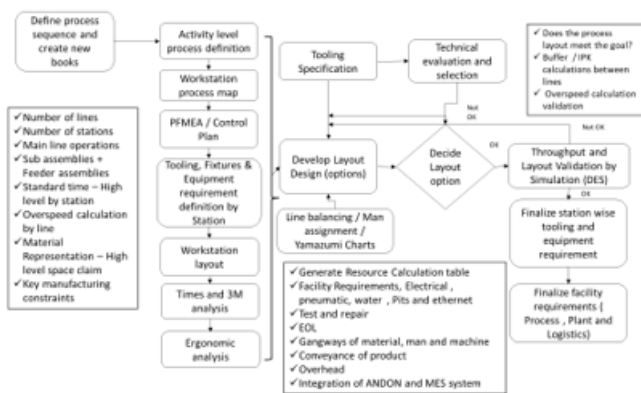 Define process
sequence and
create new
books
Activity level
process definition
Workstation
process map
PFMEA / Control
Plan
Tooling, Fixtures &
Equipment
requirement
definition by
Station
Workstation
layout
Times and 3M
analysis
Ergonomic
analysis
✓Number of lines
✓Number of stations
✓Main line operations
✓Sub assemblies +
Feeder assemblies
✓Standard time – High
level by station
✓Overspeed calculation
by line
✓Material
Representation – High
level space claim
✓Key manufacturing
constraints
Tooling
Specification
Technical
evaluation and
selection
Develop Layout
Design (options)
Line balancing / Man
assignment /
Yamazumi Charts
Not
OK
Decide
Layout
option
OK
Not OK
✓Does the process
layout meet the goal?
✓Buffer / IPK
calculations between
lines
✓Overspeed calculation
validation
Throughput and
Layout Validation by
Simulation (DES)
OK
Finalize station wise
tooling and
equipment
requirement
Finalize facility
requirements (
Process , Plant and
Logistics)
✓Generate Resource Calculation table
✓Facility Requirements, Electrical ,
pneumatic, water , Pits and ethernet
✓Test and repair
✓EOL
✓Gangways of material, man and machine
✓Conveyance of product
✓Overhead
✓Integration of ANDON and MES system